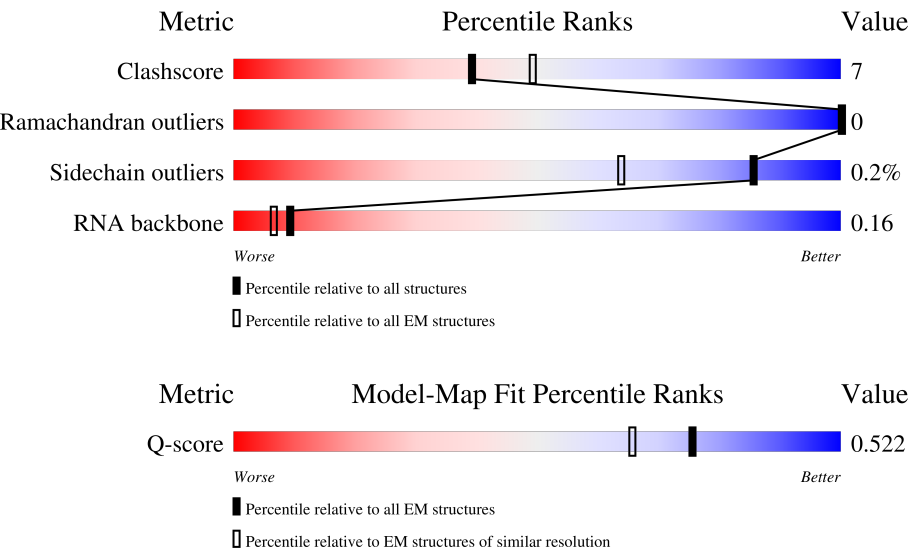 Metric Percentile Ranks Value
Clashscore 7
Ramachandran outliers 0
Sidechain outliers 0.2%
RNA backbone 0.16
Worse Better
Percentile relative to all structures
Percentile relative to all EM structures
Metric Model-Map Fit Percentile Ranks Value
Q-score 0.522
Worse Better
Percentile relative to all EM structures
Percentile relative to EM structures of similar resolution